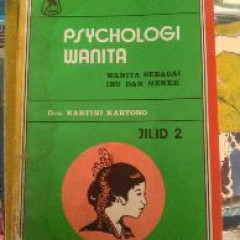 PSYCHOLOGI
WANITA
WANITA SEBAGAI
IBU DAN NENEK
Dra. KARTINI KARTONO
JILID 2